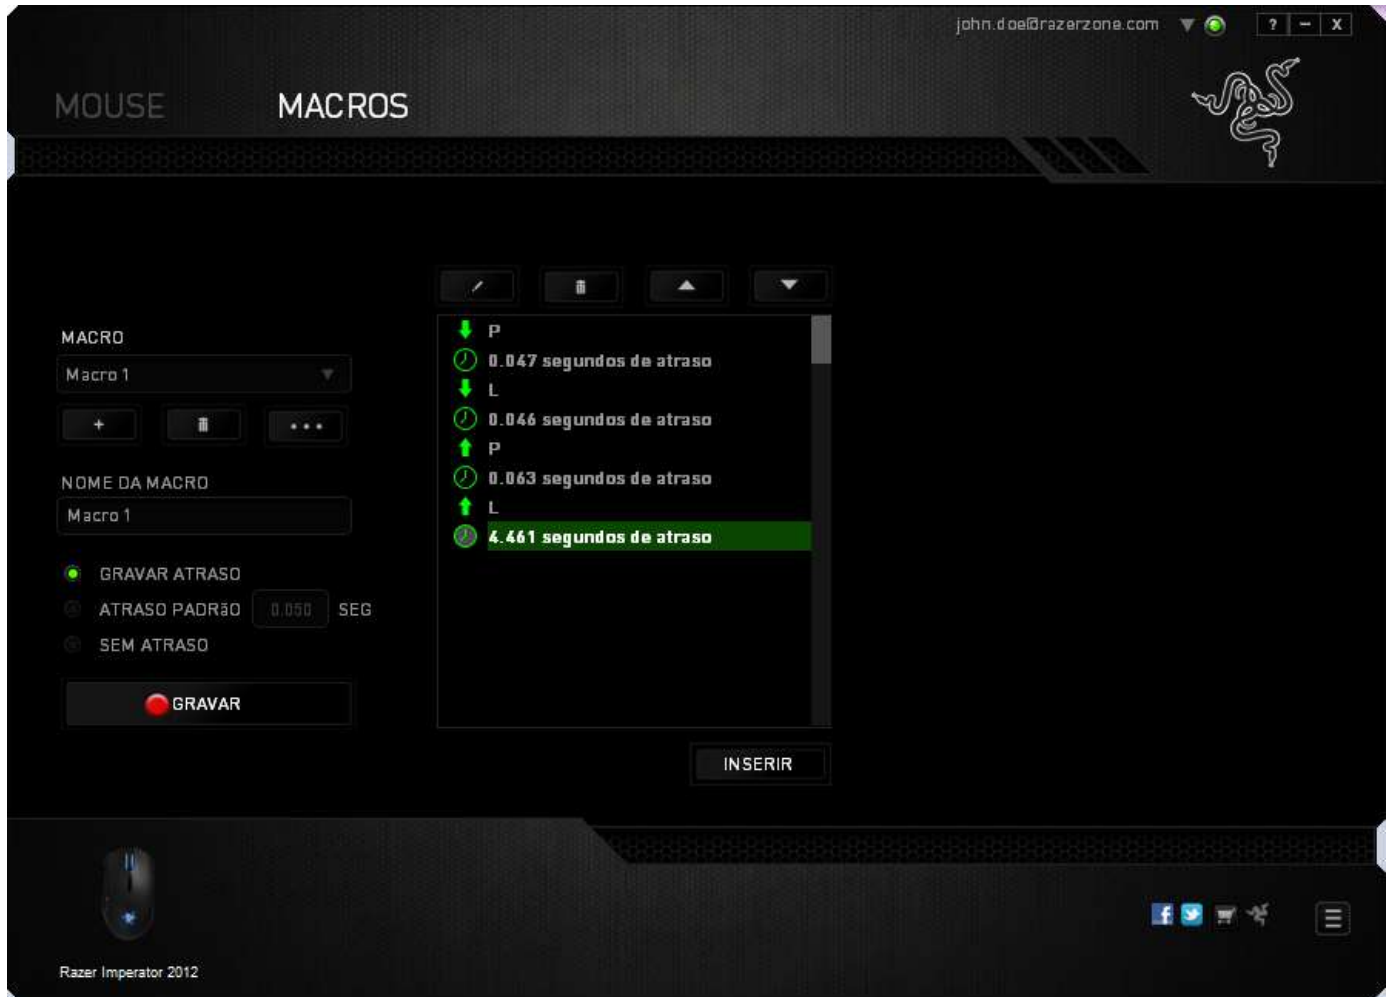 john.doe@razerzone.com
? – X
MOUSE MACROS
MACRO
Macro 1
+ ...
NOME DA MACRO
Macro 1
GRAVAR ATRASO
ATRASO PADRãO 0.050 SEG
SEM ATRASO
GRAVAR
P
0.047 segundos de atraso
L
0.046 segundos de atraso
P
0.063 segundos de atraso
L
4.461 segundos de atraso
INSERIR
Razer Imperator 2012